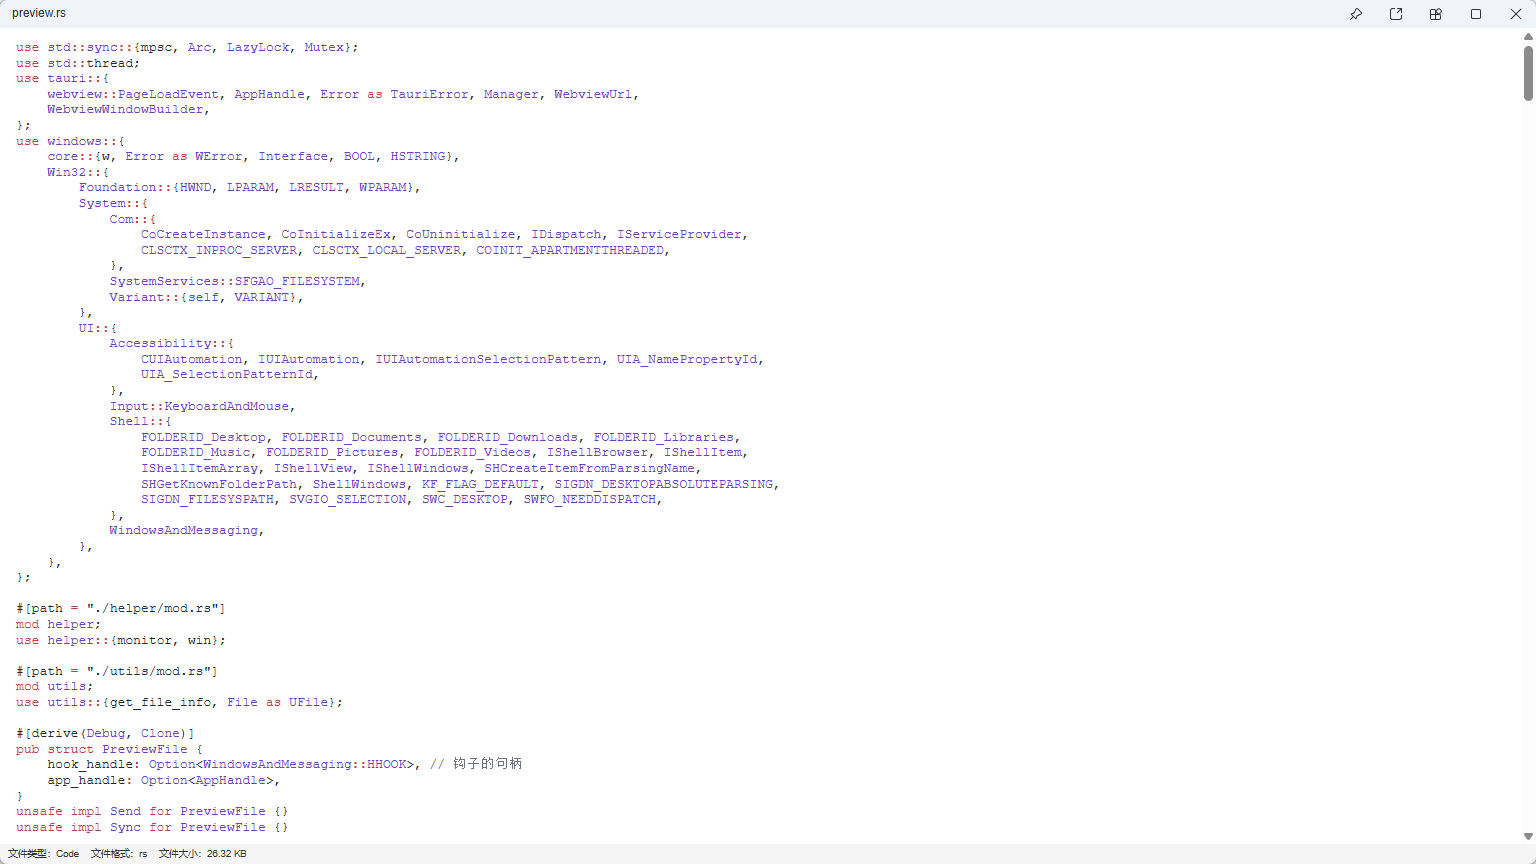 preview.rs
use std::sync::{mpsc, Arc, LazyLock, Mutex};
use std::thread;
use tauri::{
    webview::PageLoadEvent, AppHandle, Error as TauriError, Manager, WebviewUrl,
    WebviewWindowBuilder,
};
use windows::{
    core::{w, Error as WError, Interface, BOOL, HSTRING},
    Win32::{
        Foundation::{HWND, LPARAM, LRESULT, WPARAM},
        System::{
            Com::{
                CoCreateInstance, CoInitializeEx, CoUninitialize, IDispatch, IServiceProvider,
                CLSCTX_INPROC_SERVER, CLSCTX_LOCAL_SERVER, COINIT_APARTMENTTHREADED,
            },
            SystemServices::SFGAO_FILESYSTEM,
            Variant::{self, VARIANT},
        },
        UI::{
            Accessibility::{
                CUIAutomation, IUIAutomation, IUIAutomationSelectionPattern, UIA_NamePropertyId,
                UIA_SelectionPatternId,
            },
            Input::KeyboardAndMouse,
            Shell::{
                FOLDERID_Desktop, FOLDERID_Documents, FOLDERID_Downloads, FOLDERID_Libraries,
                FOLDERID_Music, FOLDERID_Pictures, FOLDERID_Videos, IShellBrowser, IShellItem,
                IShellItemArray, IShellView, IShellWindows, SHCreateItemFromParsingName,
                SHGetKnownFolderPath, ShellWindows, KF_FLAG_DEFAULT, SIGDN_DESKTOPABSOLUTEPARSING,
                SIGDN_FILESYSPATH, SVGIO_SELECTION, SWC_DESKTOP, SWFO_NEEDDISPATCH,
            },
            WindowsAndMessaging,
        },
    },
};
#[path = "./helper/mod.rs"]
mod helper;
use helper::{monitor, win};
#[path = "./utils/mod.rs"]
mod utils;
use utils::{get_file_info, File as UFile};
#[derive(Debug, Clone)]
pub struct PreviewFile {
    hook_handle: Option<WindowsAndMessaging::HHOOK>, // 钩子的句柄
    app_handle: Option<AppHandle>,
}
unsafe impl Send for PreviewFile {}
unsafe impl Sync for PreviewFile {}
文件类型: Code 文件格式: rs 文件大小: 26.32 KB